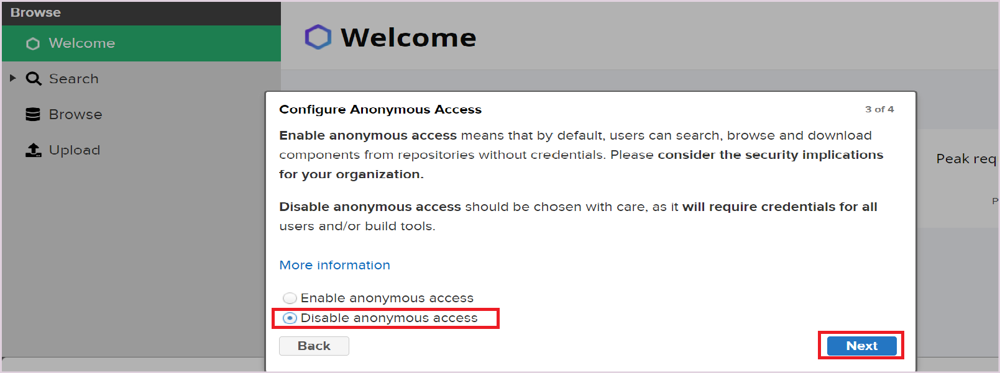 Browse
Welcome
Search
Browse
Upload
Welcome
Peak req
P
Configure Anonymous Access
3 of 4
Enable anonymous access means that by default, users can search, browse and download
components from repositories without credentials. Please consider the security implications
for your organization.
Disable anonymous access should be chosen with care, as it will require credentials for all
users and/or build tools.
More information
Enable anonymous access
Disable anonymous access
Back
Next